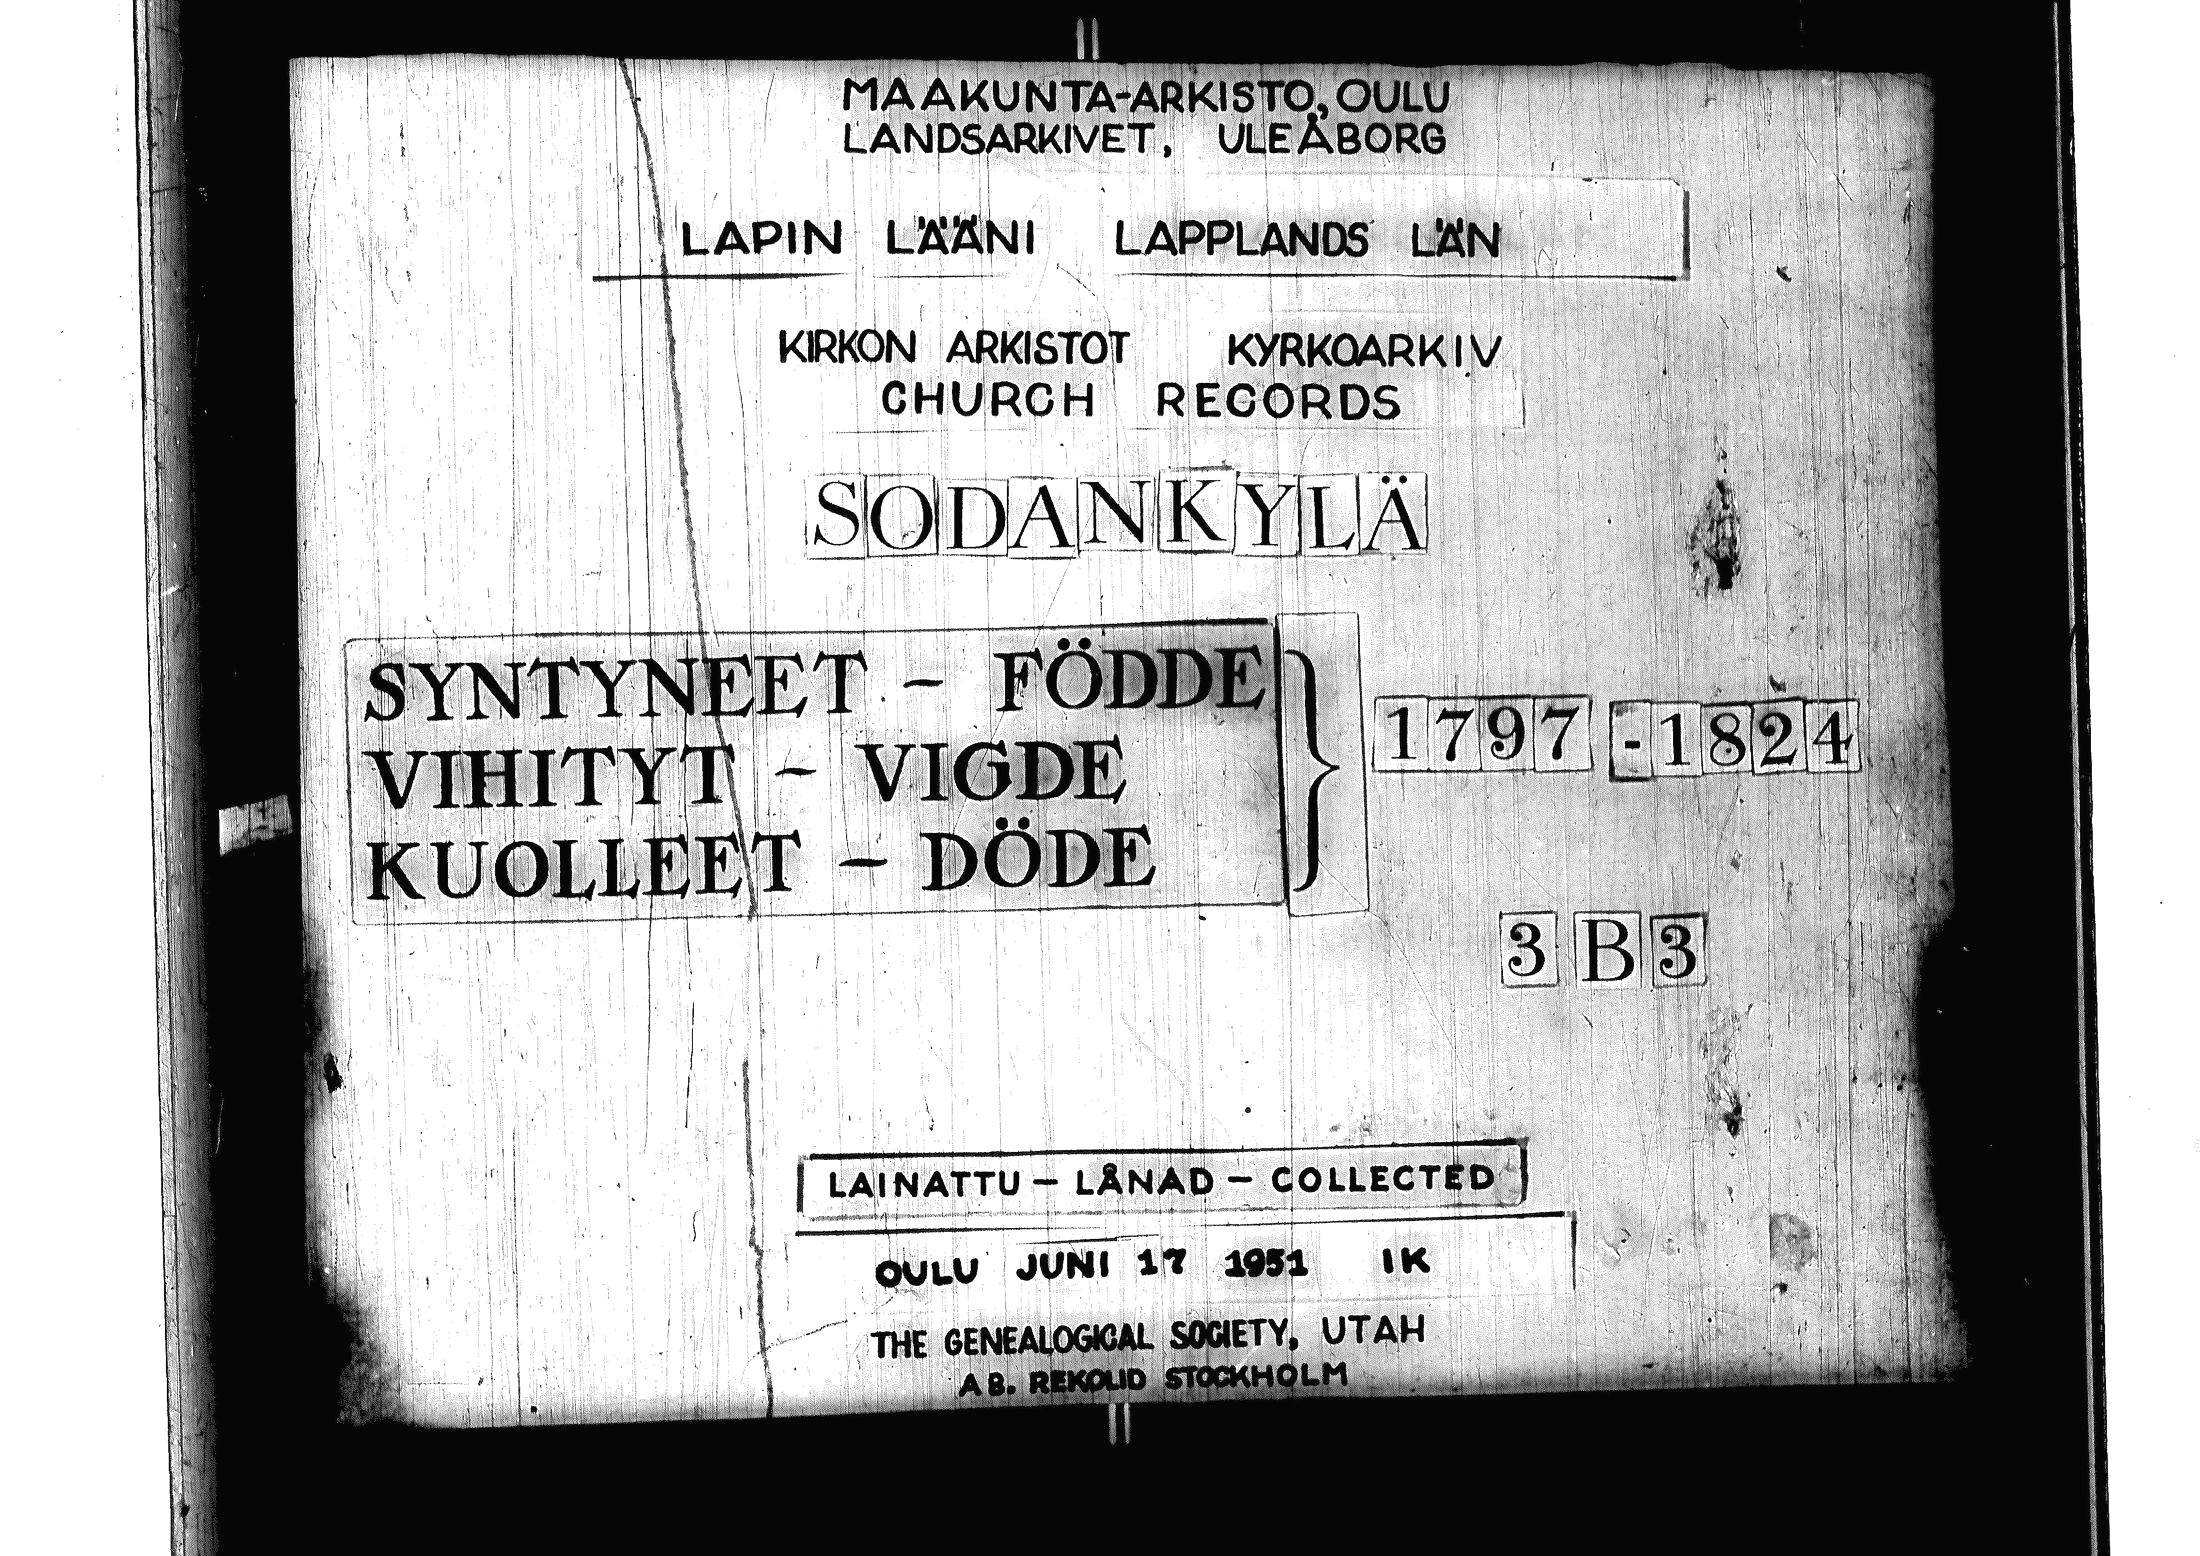 MAAKUNTA-ARKISTO, OULU
LANDSARKIVET, ULEÅBORG
LAPIN LÄÄNI LAPPLANDS LÄN
KIRKON ARKISTOT KYRKOARKIV
CHURCH RECORDS
SODANKYLÄ
SYNTYNEET - FÖDDE
VIHITYT - VIGDE
KUOLLEET - DÖDE
1797-1824
3 B 3
LAINATTU - LÅNAD - COLLECTED
OULU JUNI 17 1951 IK
THE GENEALOGICAL SOCIETY, UTAH
AB. REKOLID STOCKHOLM